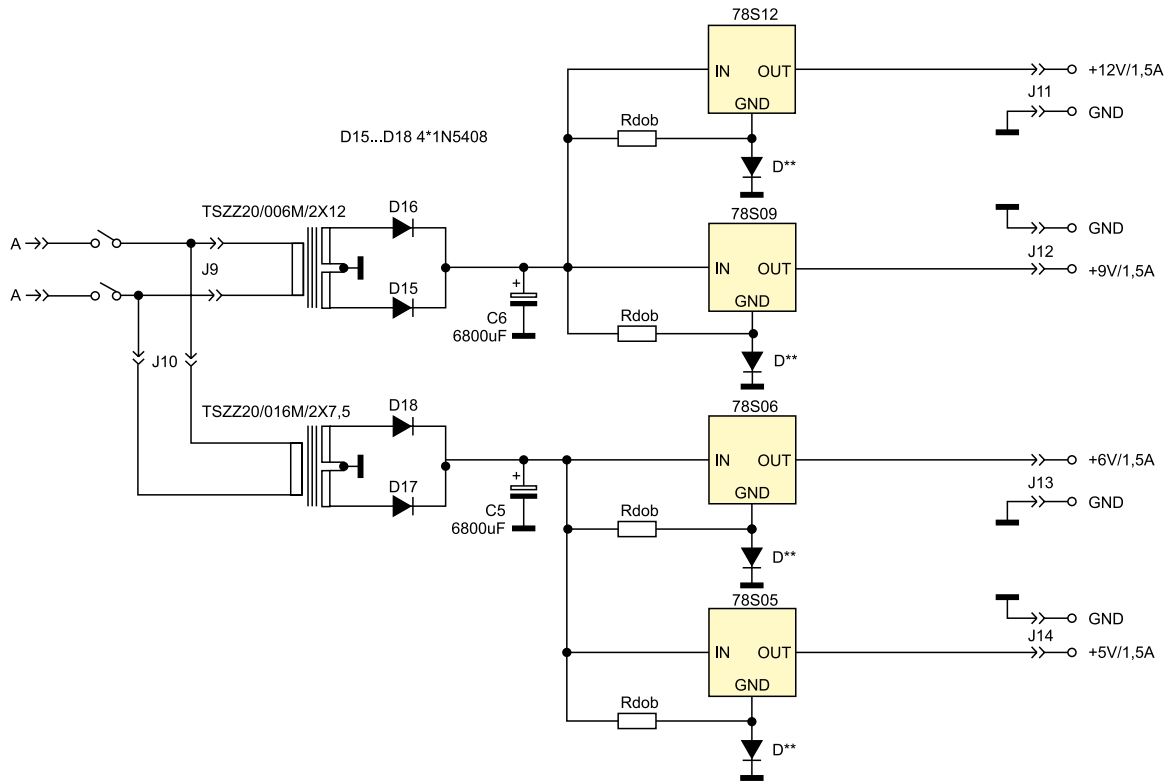 78S12
IN OUT
GND
+12V/1,5A
J11
GND
Rdob
D15...D18 4*1N5408
D**
TSZZ20/006M/2X12
D16
78S09
GND
A
J9
IN OUT
J12
+9V/1,5A
A
D15
+
GND
C6
6800uF
Rdob
J10
D**
TSZZ20/016M/2X7,5
D18
78S06
IN OUT
+6V/1,5A
+
J13
D17
GND
GND
C5
6800uF
Rdob
D**
78S05
GND
J14
IN OUT
+5V/1,5A
GND
Rdob
D**